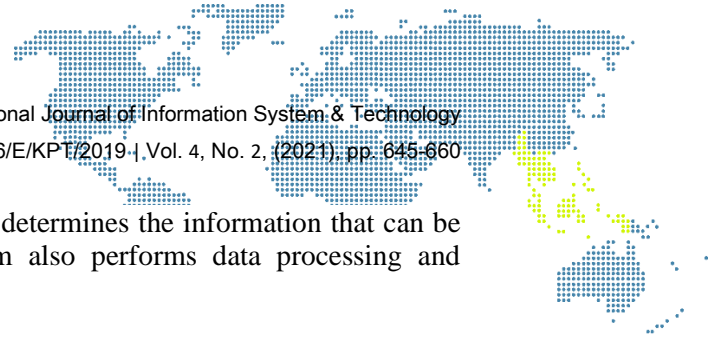 onal Journal of Information System & Technology
6/E/KPT/2019 | Vol. 4, No. 2, (2021), pp. 645-660
determines the information that can be
m also performs data processing and